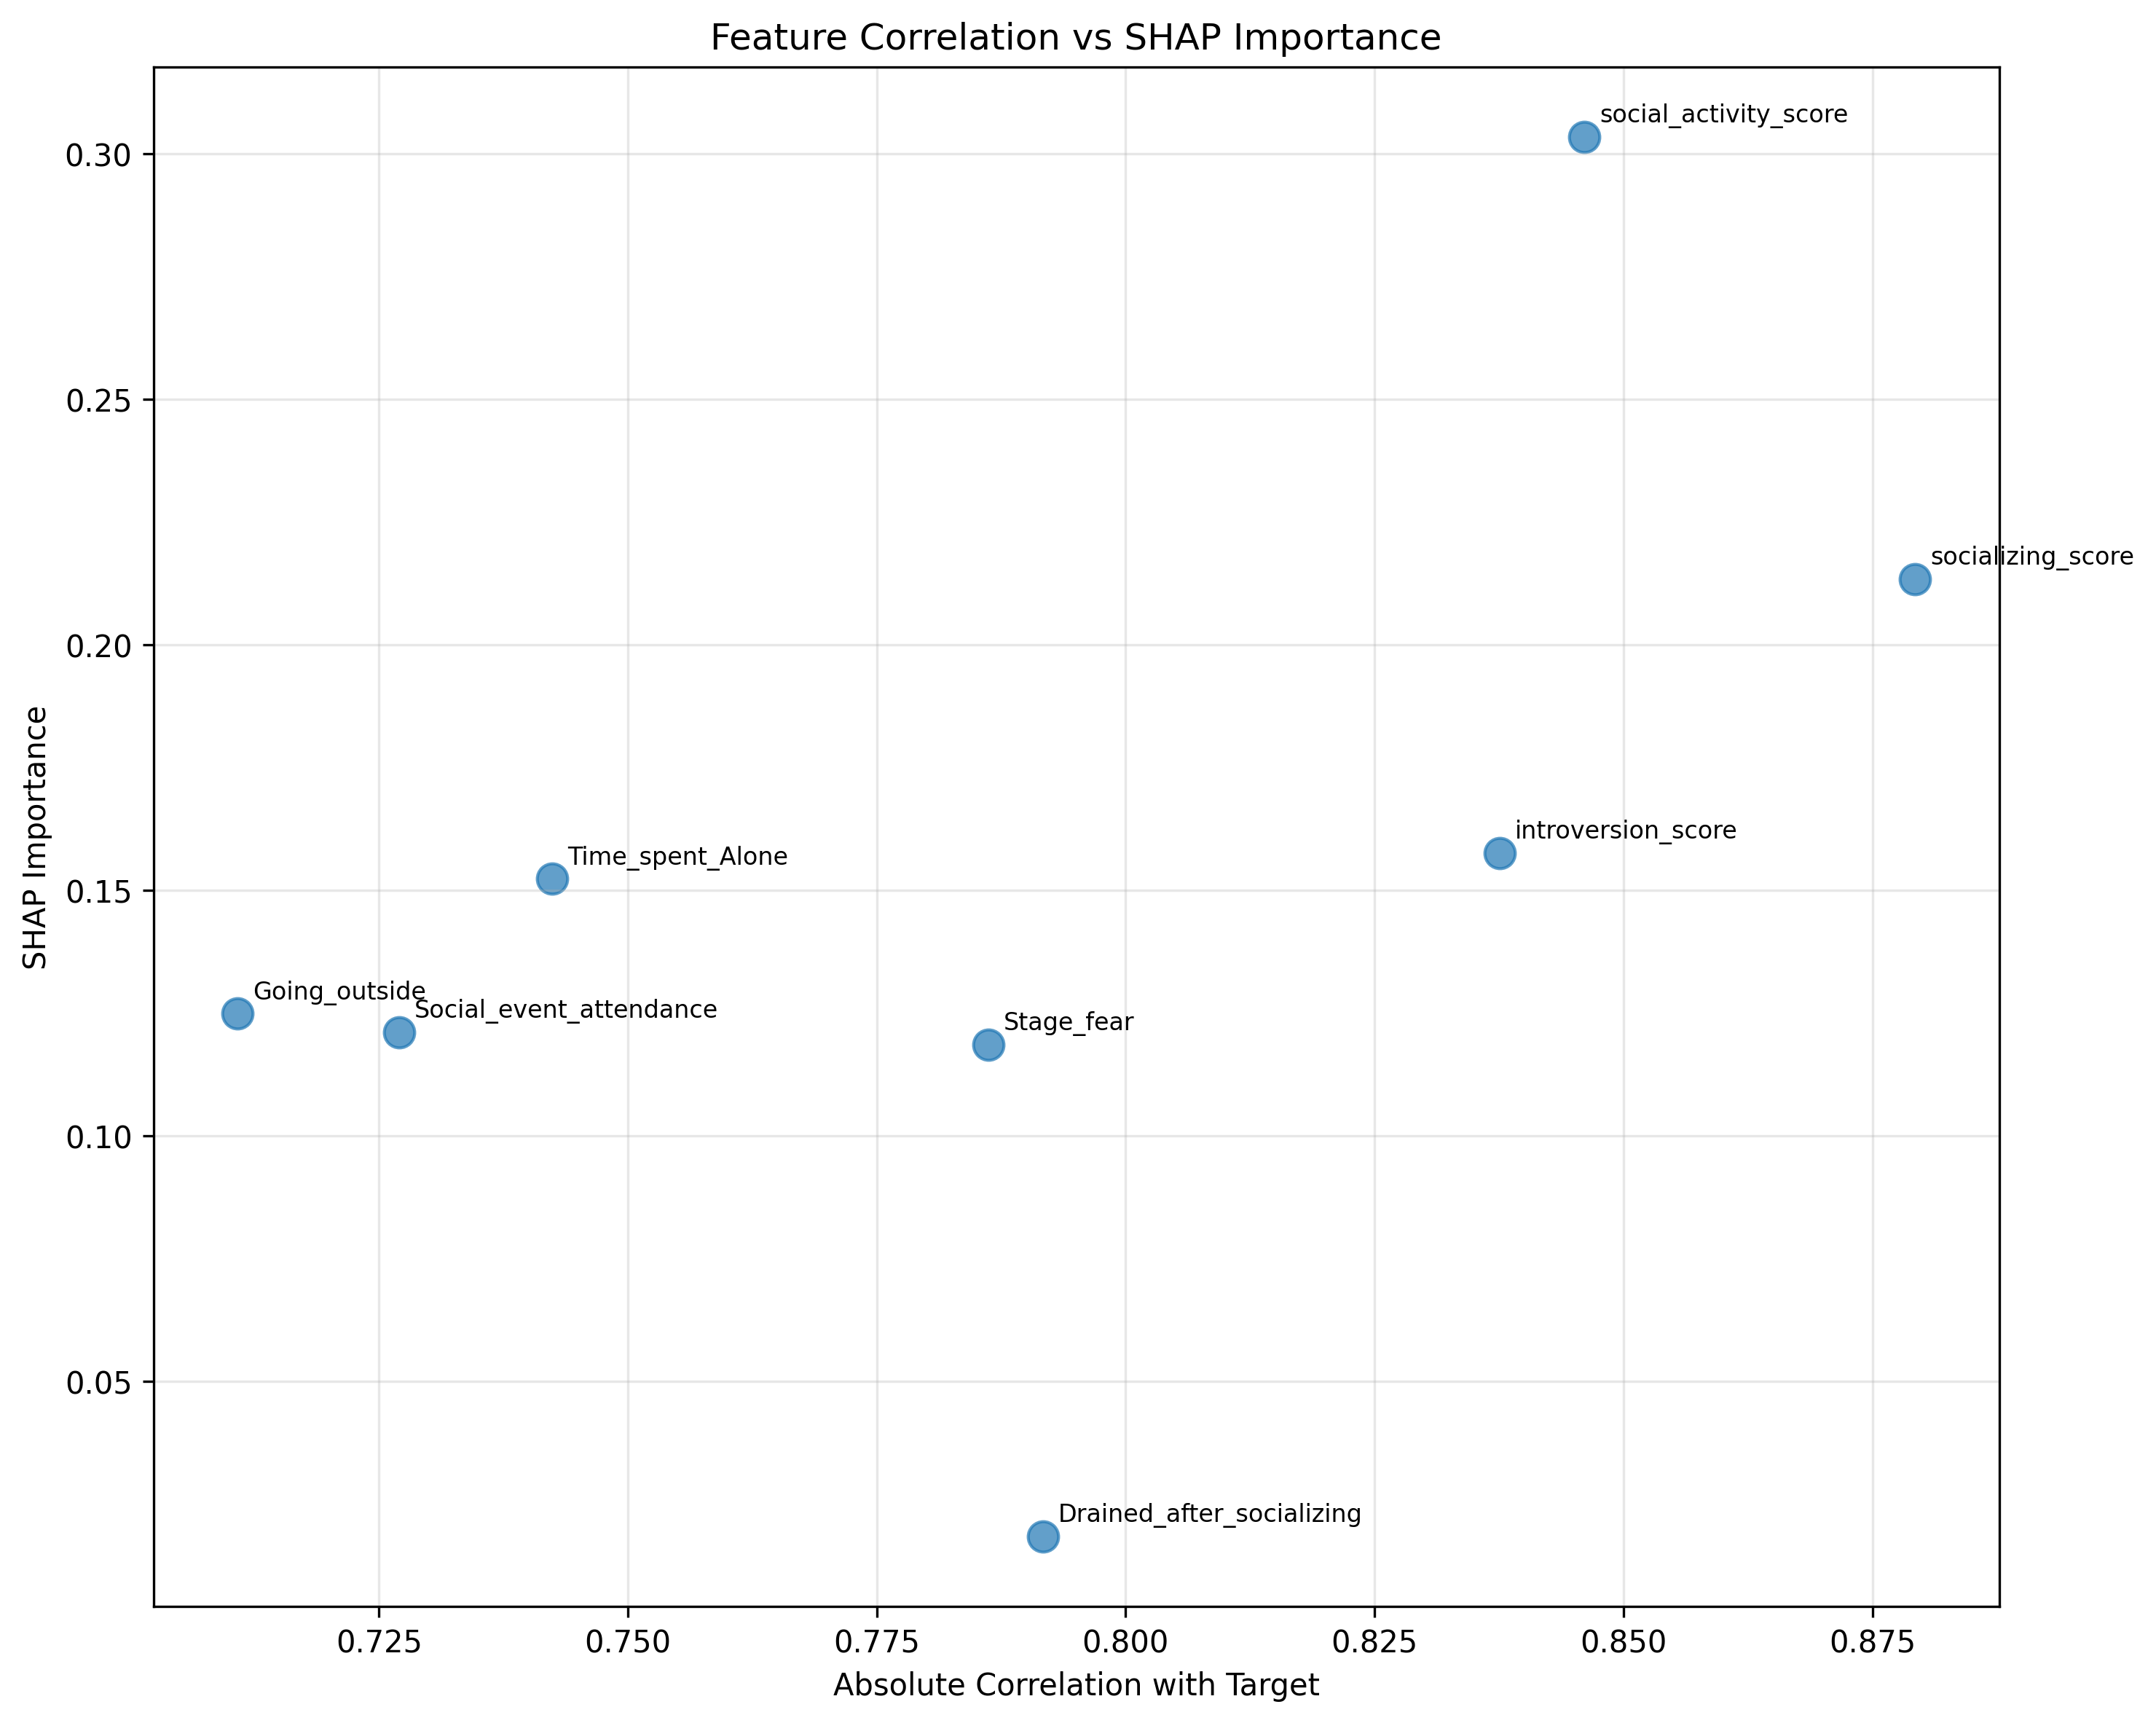 Feature Correlation vs SHAP Importance
social_activity_score
0.30
0.25
socializing_score
0.20
SHAP Importance
introversion_score
Time_spent_Alone
0.15
Going_outside
Social_event_attendance
Stage_fear
0.10
0.05
Drained_after_socializing
0.725 0.750 0.775 0.800 0.825 0.850 0.875
Absolute Correlation with Target